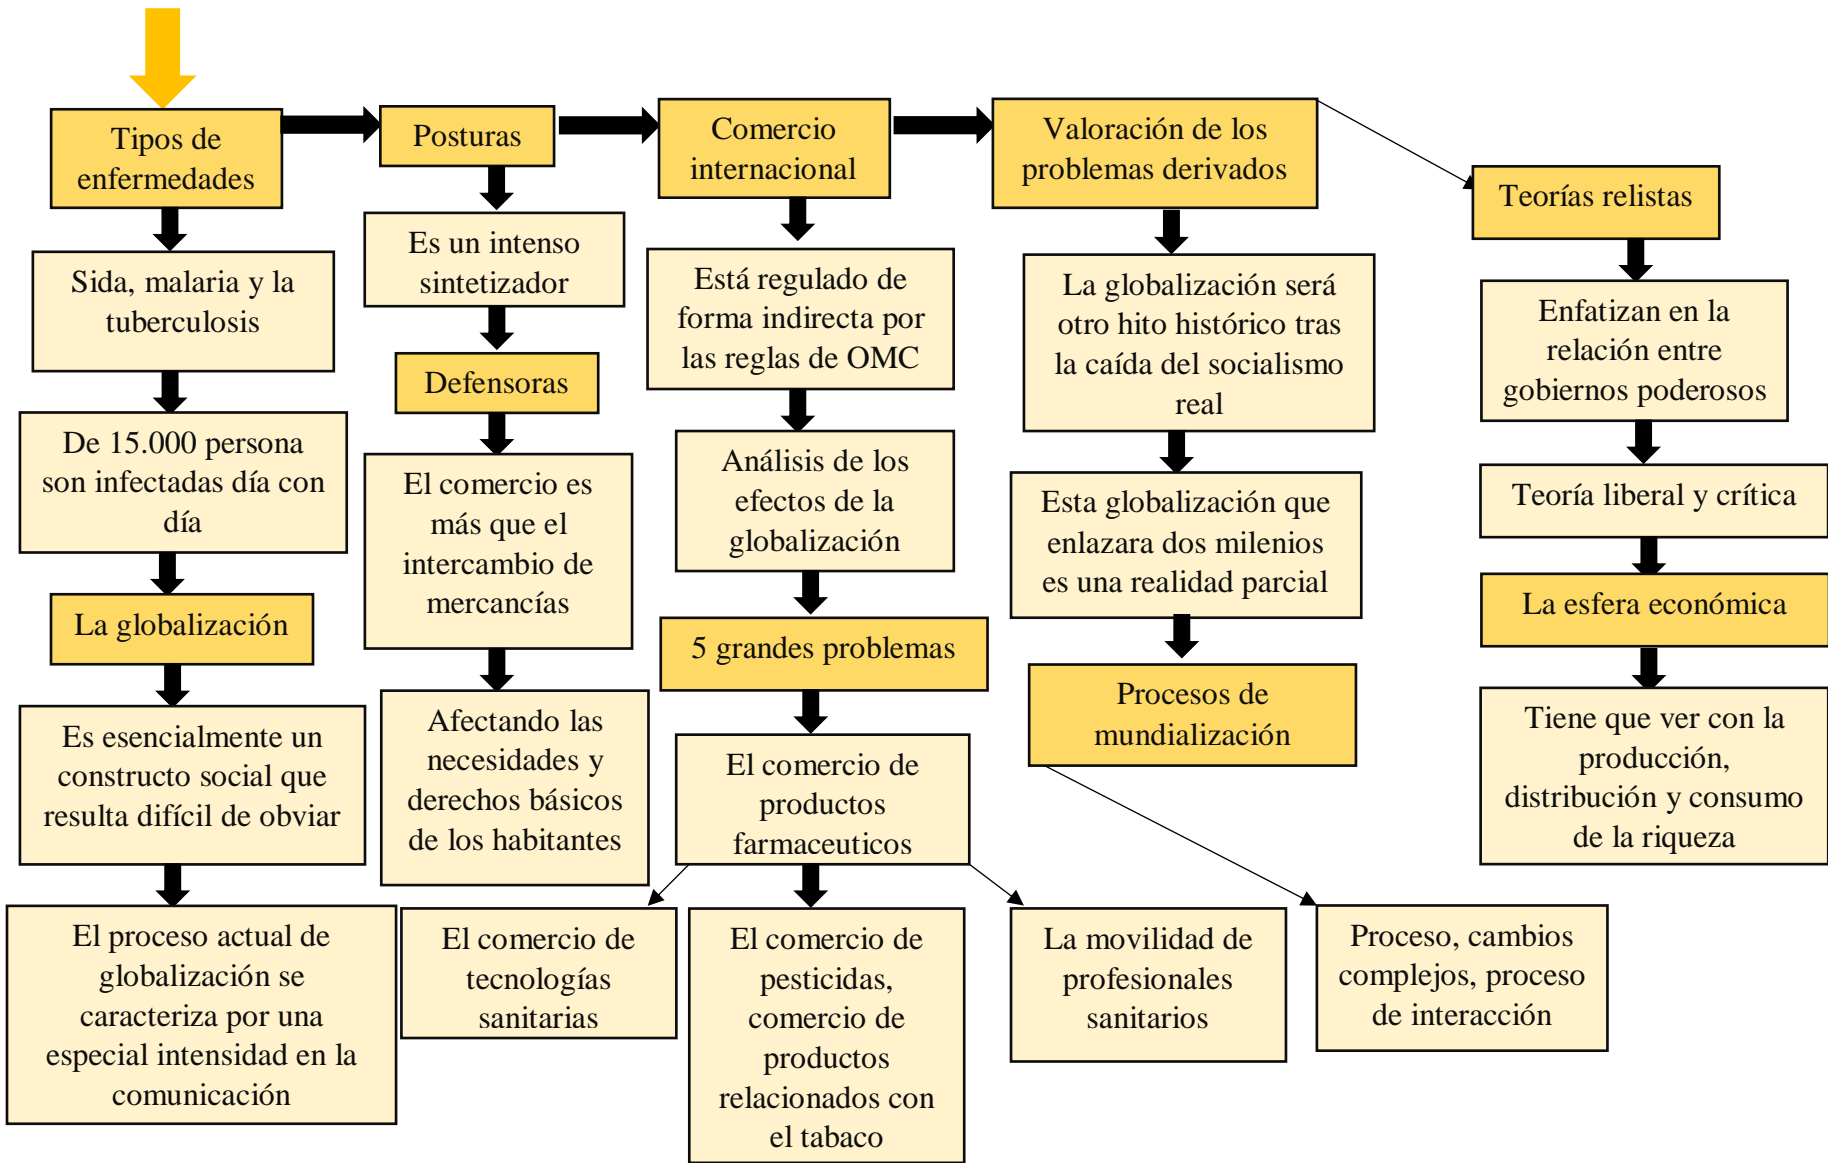 Tipos de
enfermedades
Sida, malaria y la
tuberculosis
De 15.000 persona
son infectadas día con
día
La globalización
Es esencialmente un
constructo social que
resulta difícil de obviar
El proceso actual de
globalización se
caracteriza por una
especial intensidad en la
comunicación
Posturas
Es un intenso
sintetizador
Defensoras
El comercio es
más que el
intercambio de
mercancías
Afectando las
necesidades y
derechos básicos
de los habitantes
Comercio
internacional
Está regulado de
forma indirecta por
las reglas de OMC
Análisis de los
efectos de la
globalización
5 grandes problemas
El comercio de
productos
farmaceuticos
El comercio de
tecnologías
sanitarias
El comercio de
pesticidas,
comercio de
productos
relacionados con
el tabaco
La movilidad de
profesionales
sanitarios
Valoración de los
problemas derivados
La globalización será
otro hito histórico tras
la caída del socialismo
real
Esta globalización que
enlazara dos milenios
es una realidad parcial
Procesos de
mundialización
Proceso, cambios
complejos, proceso
de interacción
Teorías relistas
Enfatizan en la
relación entre
gobiernos poderosos
Teoría liberal y crítica
La esfera económica
Tiene que ver con la
producción,
distribución y consumo
de la riqueza